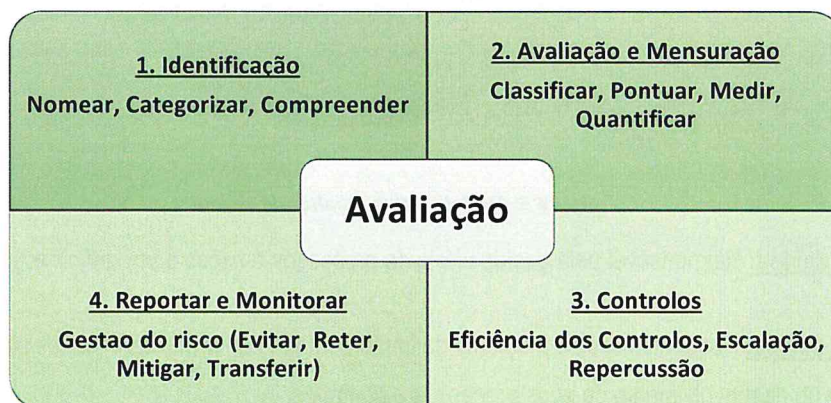 1. Identificação
Nomear, Categorizar, Compreender
2. Avaliação e Mensuração
Classificar, Pontuar, Medir,
Quantificar
Avaliação
4. Reportar e Monitorar
Gestao do risco (Evitar, Reter,
Mitigar, Transferir)
3. Controlos
Eficiência dos Controlos, Escalação,
Repercussão